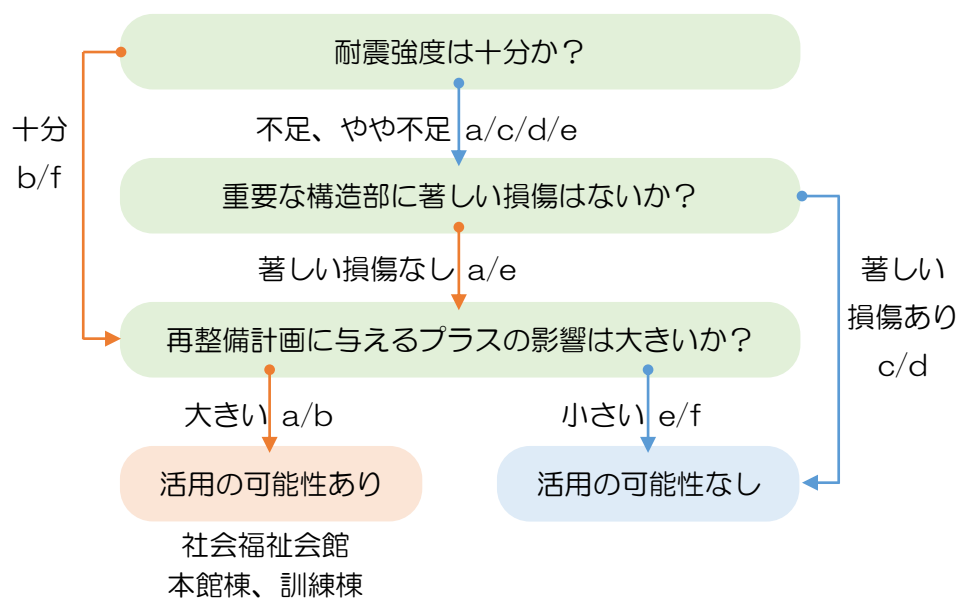 耐震強度は十分か？
十分
b/f
不足、やや不足 a/c/d/e
重要な構造部に著しい損傷はないか？
著しい損傷なし a/e
著しい
損傷あり
c/d
再整備計画に与えるプラスの影響は大きいか？
大きい a/b
小さい e/f
活用の可能性あり
活用の可能性なし
社会福祉会館
本館棟、訓練棟